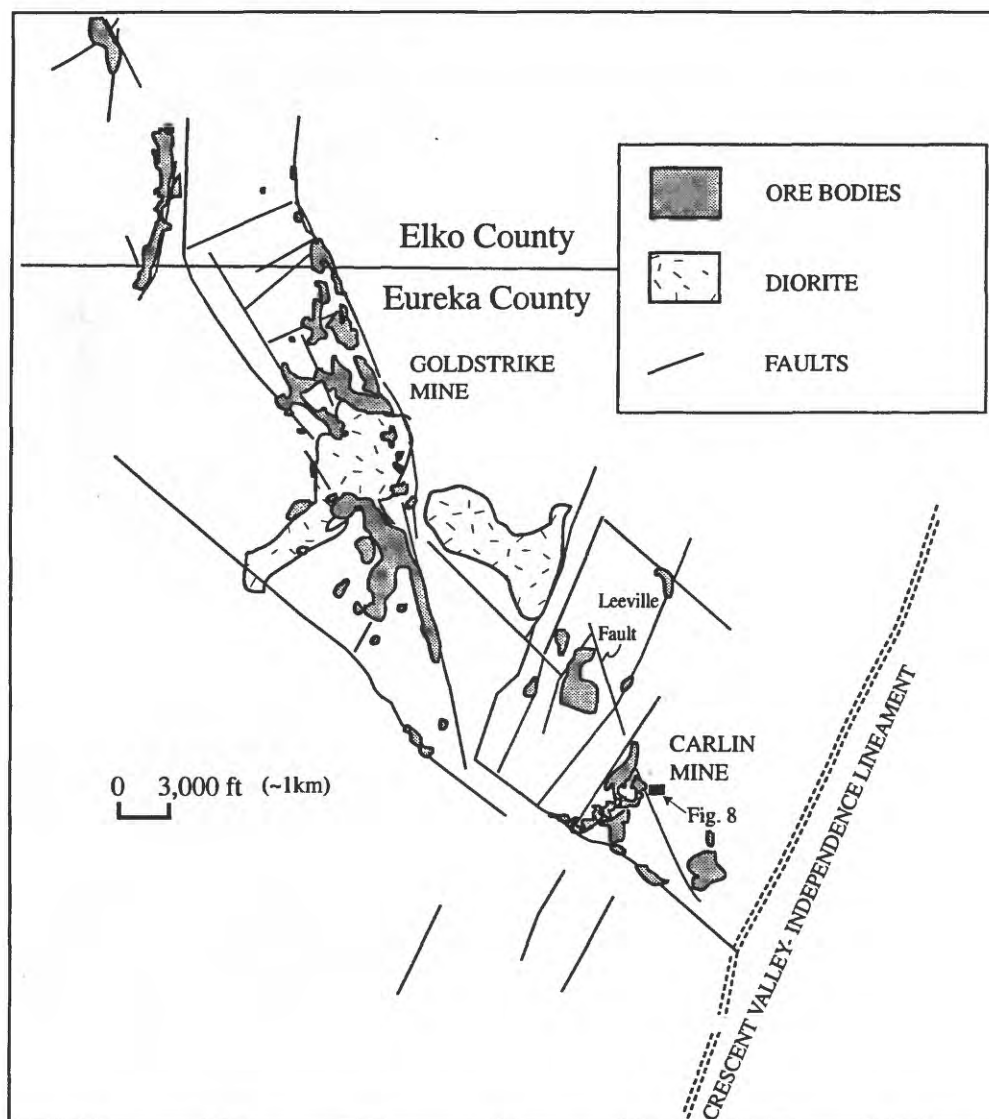 Elko County
Eureka County
GOLDSTRIKE
MINE
ORE BODIES
DIORITE
FAULTS
Leeville
Fault
CARLIN
MINE
Fig. 8
0 3,000 ft (~1km)
CRESCENT VALLEY- INDEPENDENCE LINEAMENT